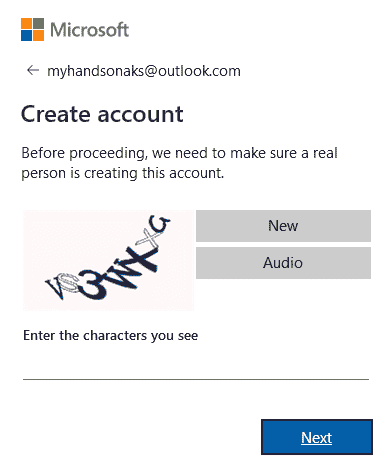 Microsoft
← myhandsonaks@outlook.com
Create account
Before proceeding, we need to make sure a real
person is creating this account.
New
Audio
Enter the characters you see
Next